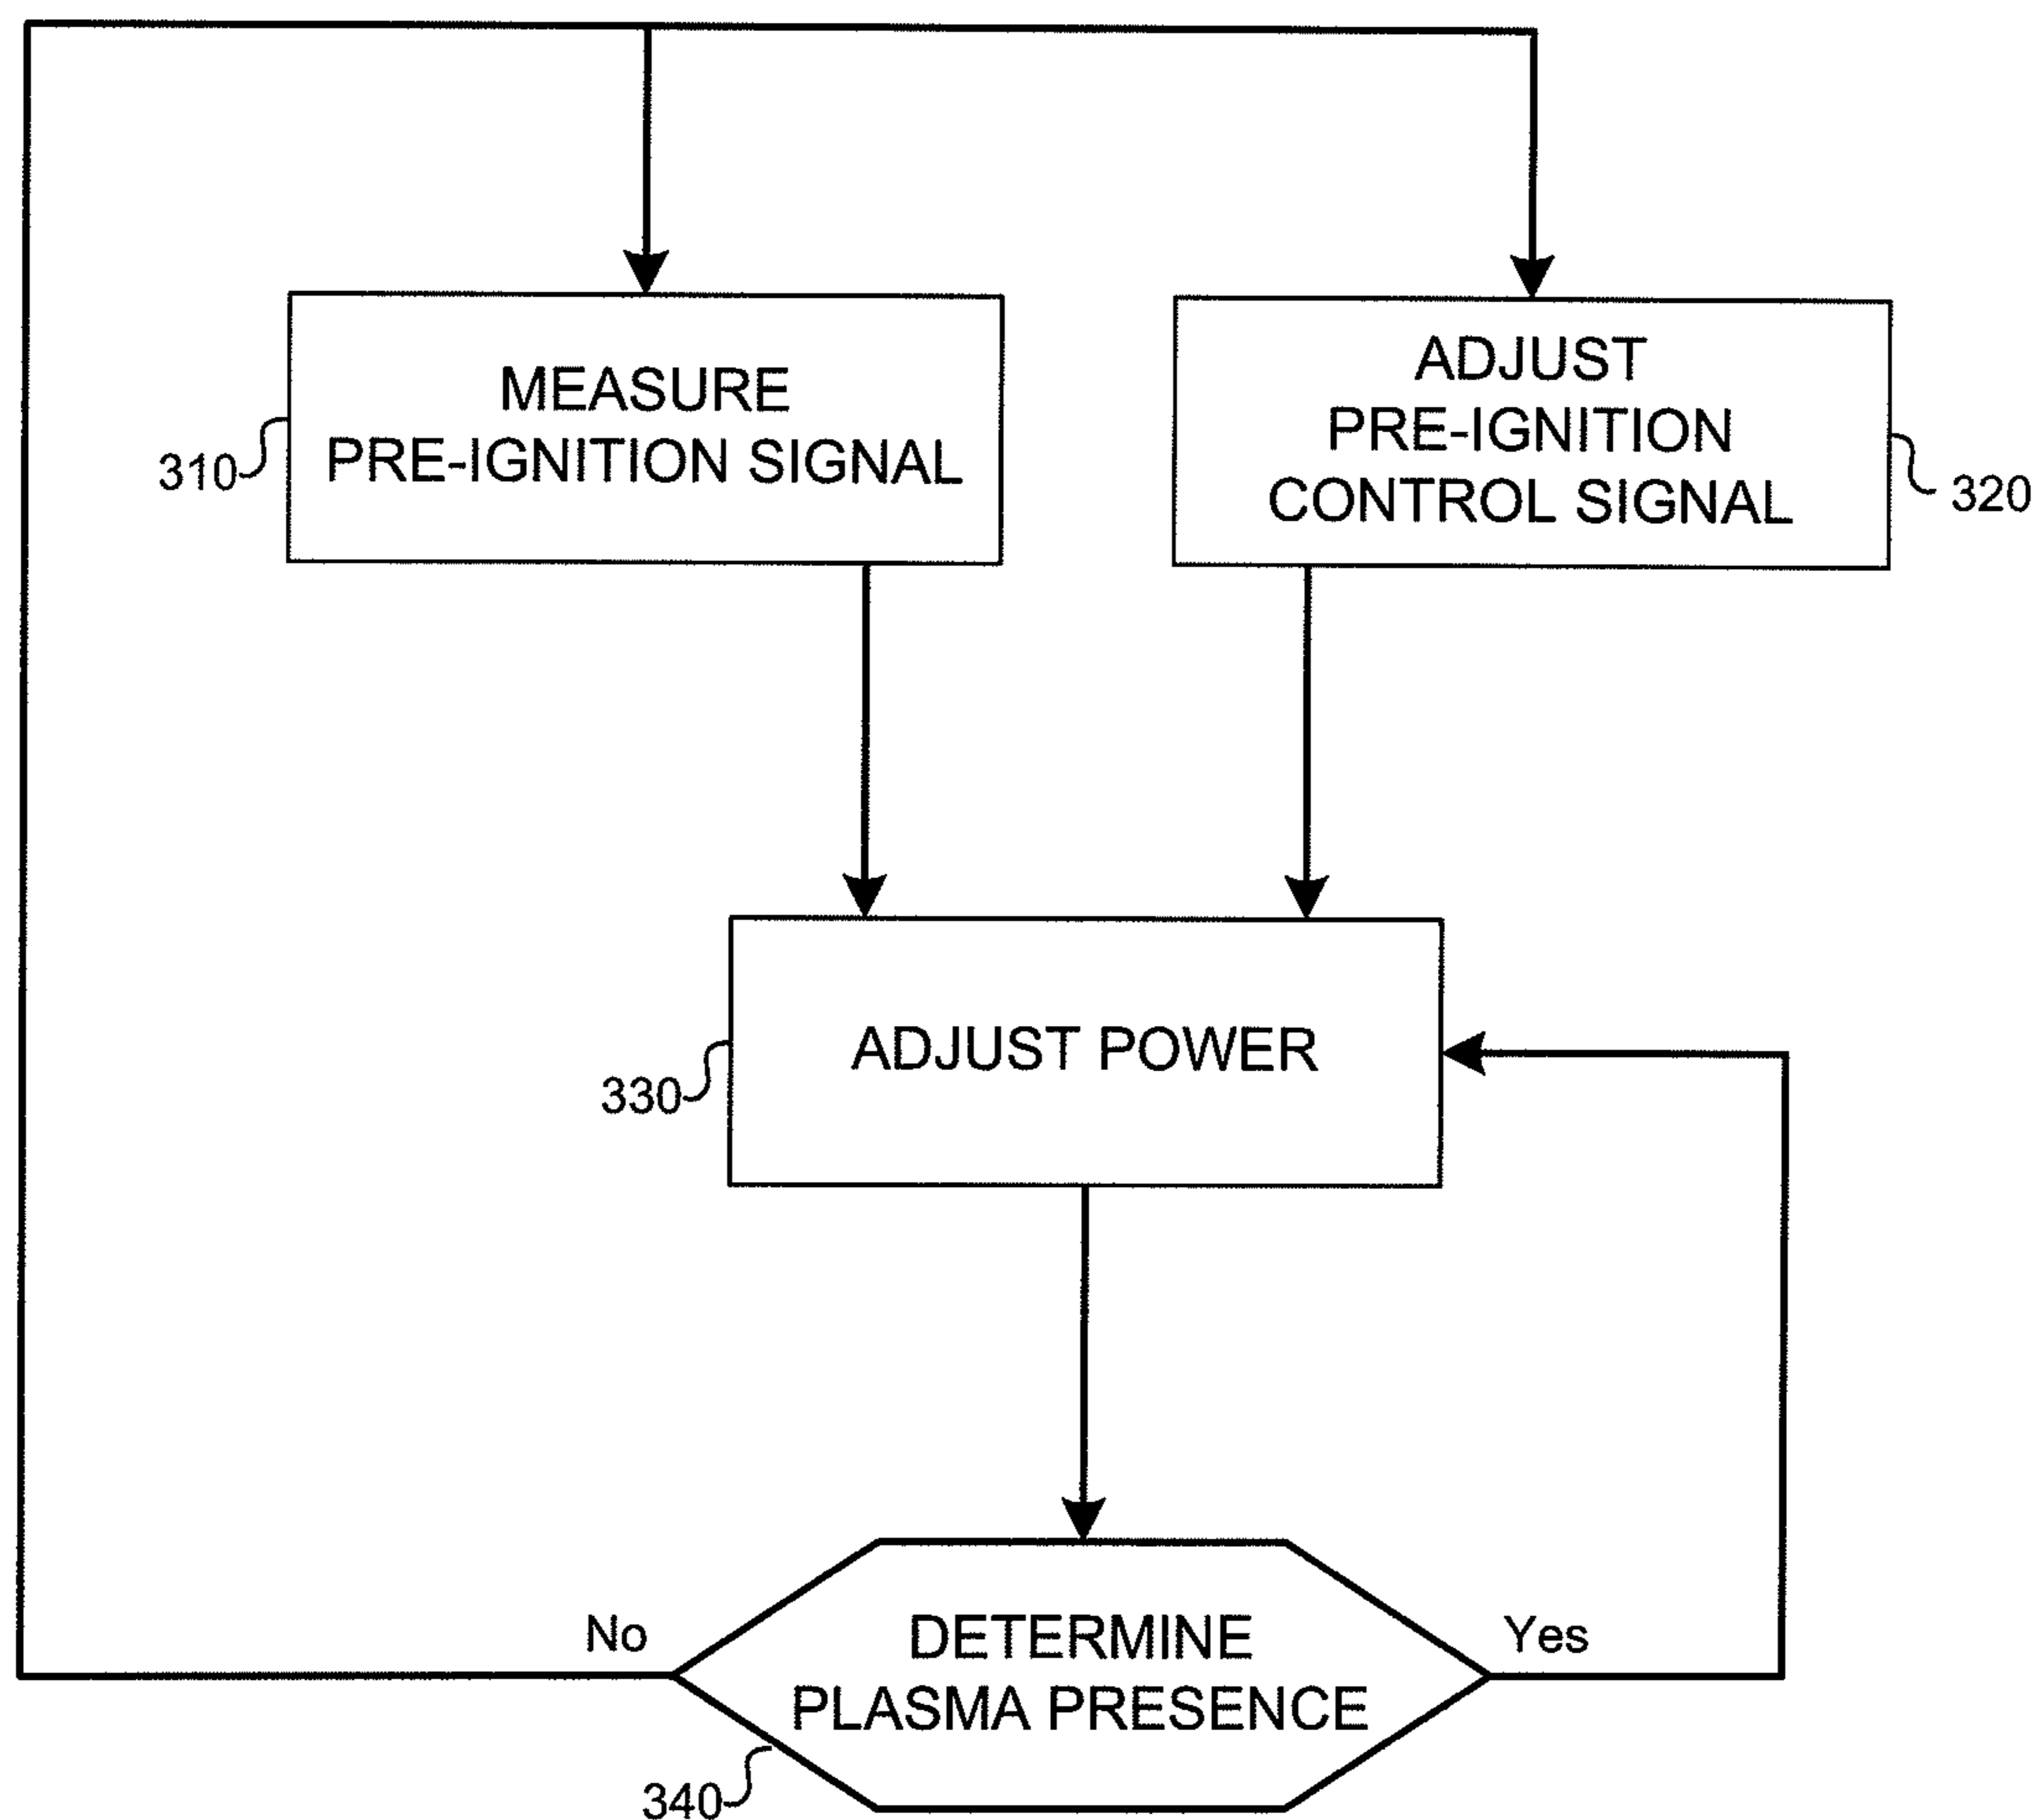 MEASURE
PRE-IGNITION SIGNAL
310
ADJUST
PRE-IGNITION
CONTROL SIGNAL
320
ADJUST POWER
330
No
DETERMINE
PLASMA PRESENCE
Yes
340